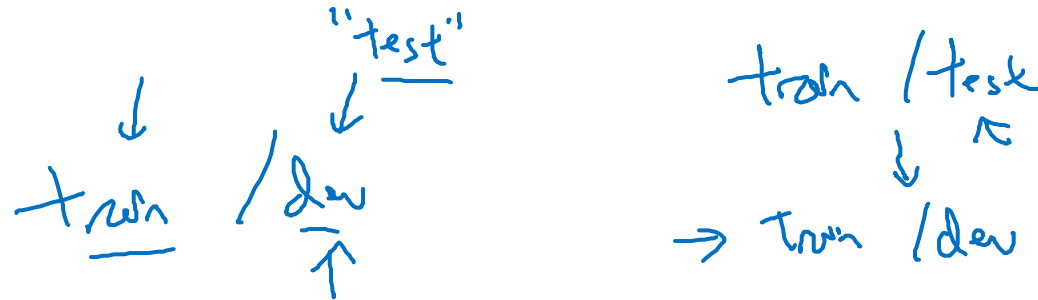 "test"
train / dev
train / test
train / dev